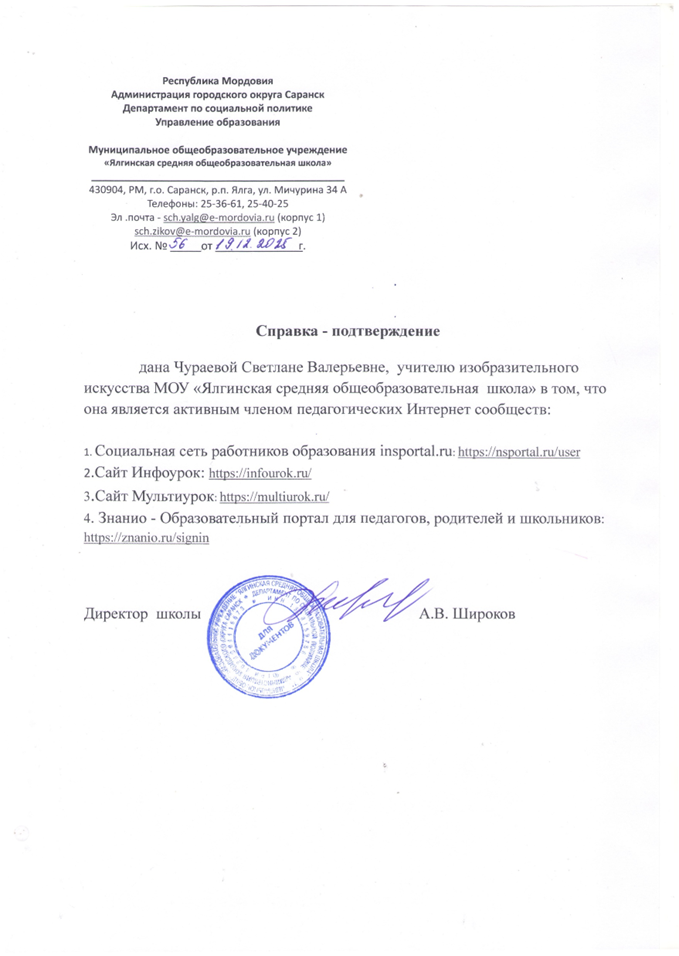 Республика Мордовия
Администрация городского округа Саранск
Департамент по социальной политике
Управление образования
Муниципальное общеобразовательное учреждение
«Ялгинская средняя общеобразовательная школа»
430904, РМ, г.о. Саранск, р.п. Ялга, ул. Мичурина 34 А
Телефоны: 25-36-61, 25-40-25
Эл .почта - sch.yalg@e-mordovia.ru (корпус 1)
sch.zikov@e-mordovia.ru (корпус 2)
Исх. № 56 от 19.12.2025 г.
Справка - подтверждение
дана Чураевой Светлане Валерьевне, учителю изобразительного
искусства МОУ «Ялгинская средняя общеобразовательная школа» в том, что
она является активным членом педагогических Интернет сообществ:
1. Социальная сеть работников образования insportal.ru: https://nsportal.ru/user
2.Сайт Инфоурок: https://infourok.ru/
3.Сайт Мультиурок: https://multiurok.ru/
4. Знанио - Образовательный портал для педагогов, родителей и школьников:
https://znanio.ru/signin
Директор школы А.В. Широков
ДЛЯ
ДОКУМЕНТОВ